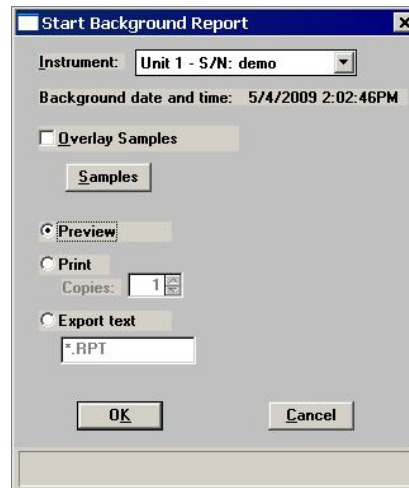 Start Background Report
Instrument: Unit 1 - S/N: demo
Background date and time: 5/4/2009 2:02:46PM
Overlay Samples
Samples
Preview
Print
Copies: 1
Export text
*.RPT
OK Cancel